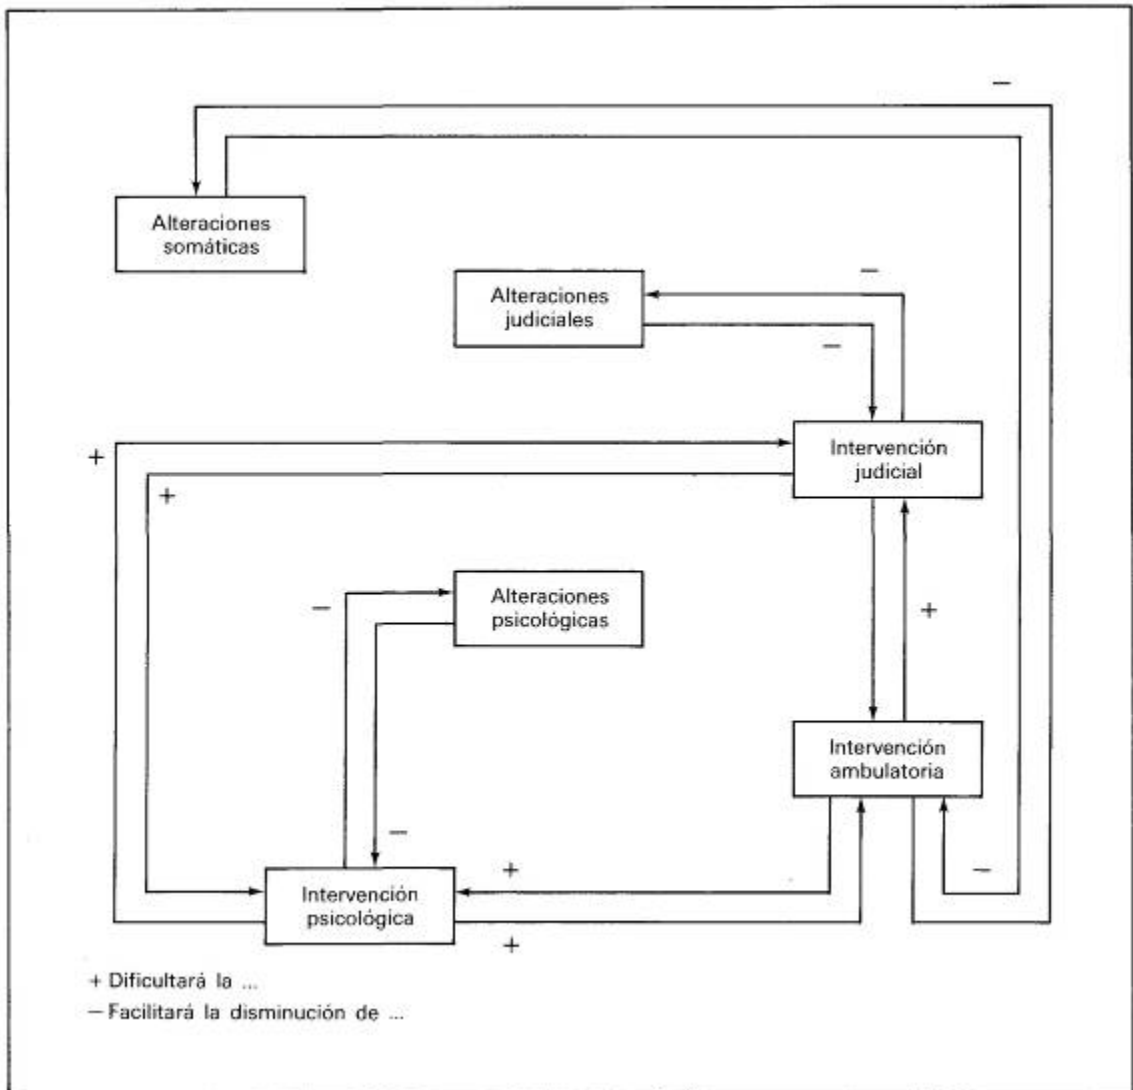 −
Alteraciones
somáticas
Alteraciones
judiciales
−
−
+
+
Intervención
judicial
Alteraciones
psicológicas
−
+
Intervención
ambulatoria
−
+
−
Intervención
psicológica
+
+ Dificultará la ...
− Facilitará la disminución de ...